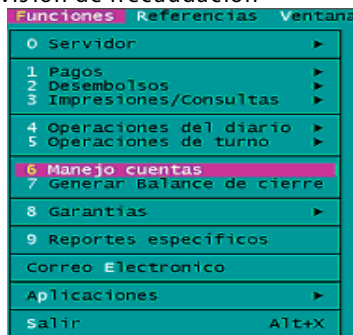 Funciones Referencias Ventana
0 Servidor ►
1 Pagos ►
2 Desembolsos ►
3 Impresiones/Consultas ►
4 Operaciones del diario ►
5 Operaciones de turno ►
6 Manejo cuentas
7 Generar Balance de cierre
8 Garantias ►
9 Reportes específicos
Correo Electronico
Aplicaciones ►
Salir Alt+X